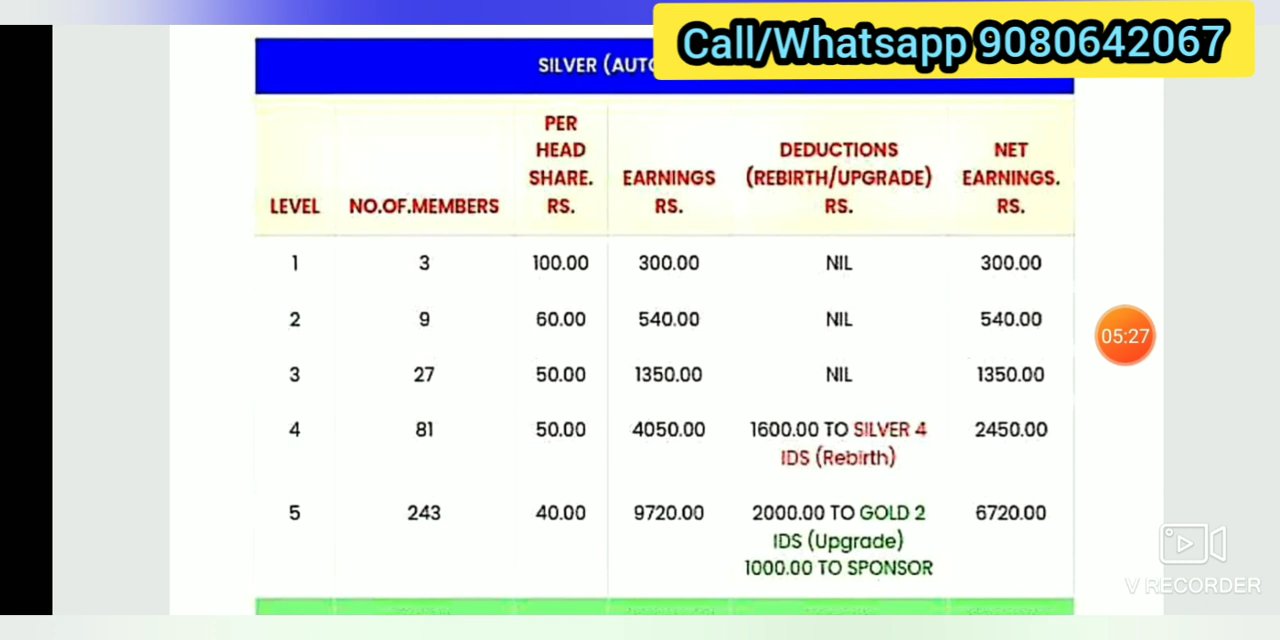 Call/Whatsapp 9080642067
SILVER
PER
HEAD
SHARE.
DEDUCTIONS
NET
(REBIRTH/UPGRADE)
EARNINGS
EARNINGS.
LEVEL
NO.OF.MEMBERS
RS.
RS.
RS.
RS.
1 3 100.00 300.00 NIL 300.00
2 9 60.00 540.00 NIL 540.00
05:27
3 27 50.00 1350.00 NIL 1350.00
4 81 50.00 4050.00 1600.00 TO SILVER 4 2450.00
IDS (Rebirth)
5 243 40.00 9720.00 2000.00 TO GOLD 2 6720.00
IDS (Upgrade)
1000.00 TO SPONSOR
V RECORDER